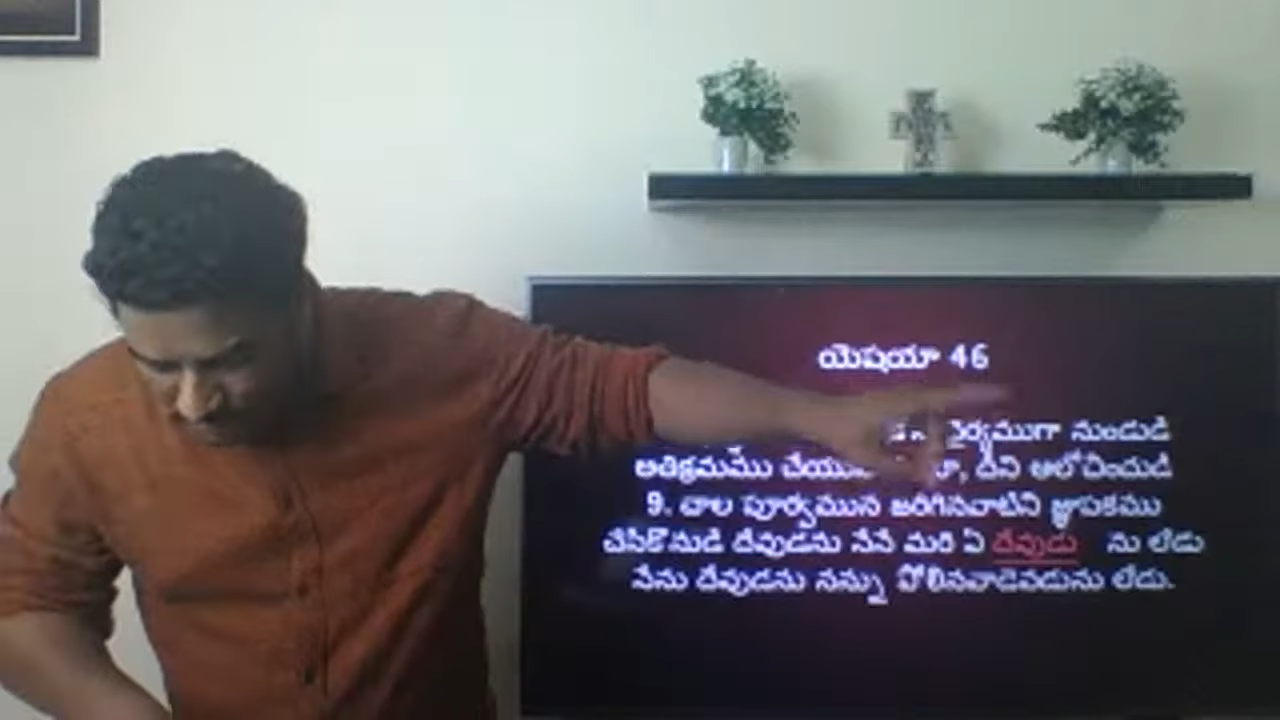 యెషయా 46
ధైర్యముగా నుండుడి
అతిక్రమము దీని ఆలోచించుడి
9. చాల పూర్వమున జరిగినవాటిని జ్ఞాపకము
చేసికొనుడి దేవుడను నేనే మరి ఏ దేవుడు ను లేడు
నేను దేవుడను నన్ను పోలినవాడెవడును లేడు.